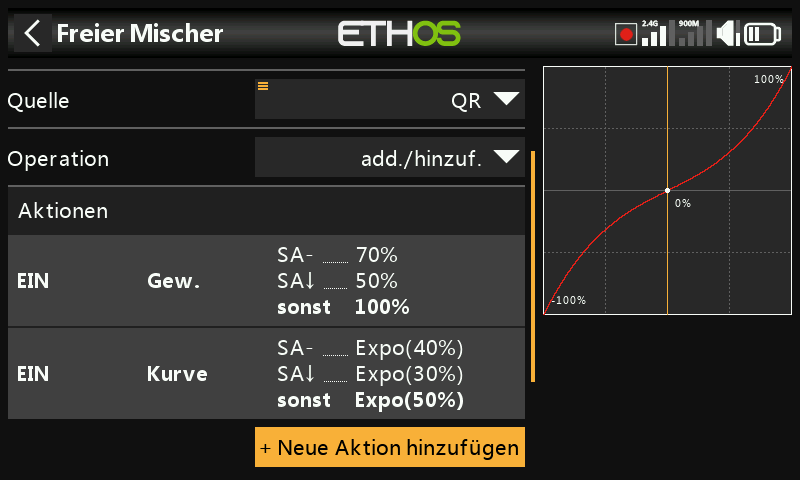 Freier Mischer
ETHOS
2.4G
900M
Quelle
QR
Operation
add./hinzuf.
Aktionen
EIN Gew.
SA- ...... 70%
SA↓ ...... 50%
sonst 100%
EIN Kurve
SA- ...... Expo(40%)
SA↓ ...... Expo(30%)
sonst Expo(50%)
+ Neue Aktion hinzufügen
100%
0%
-100%